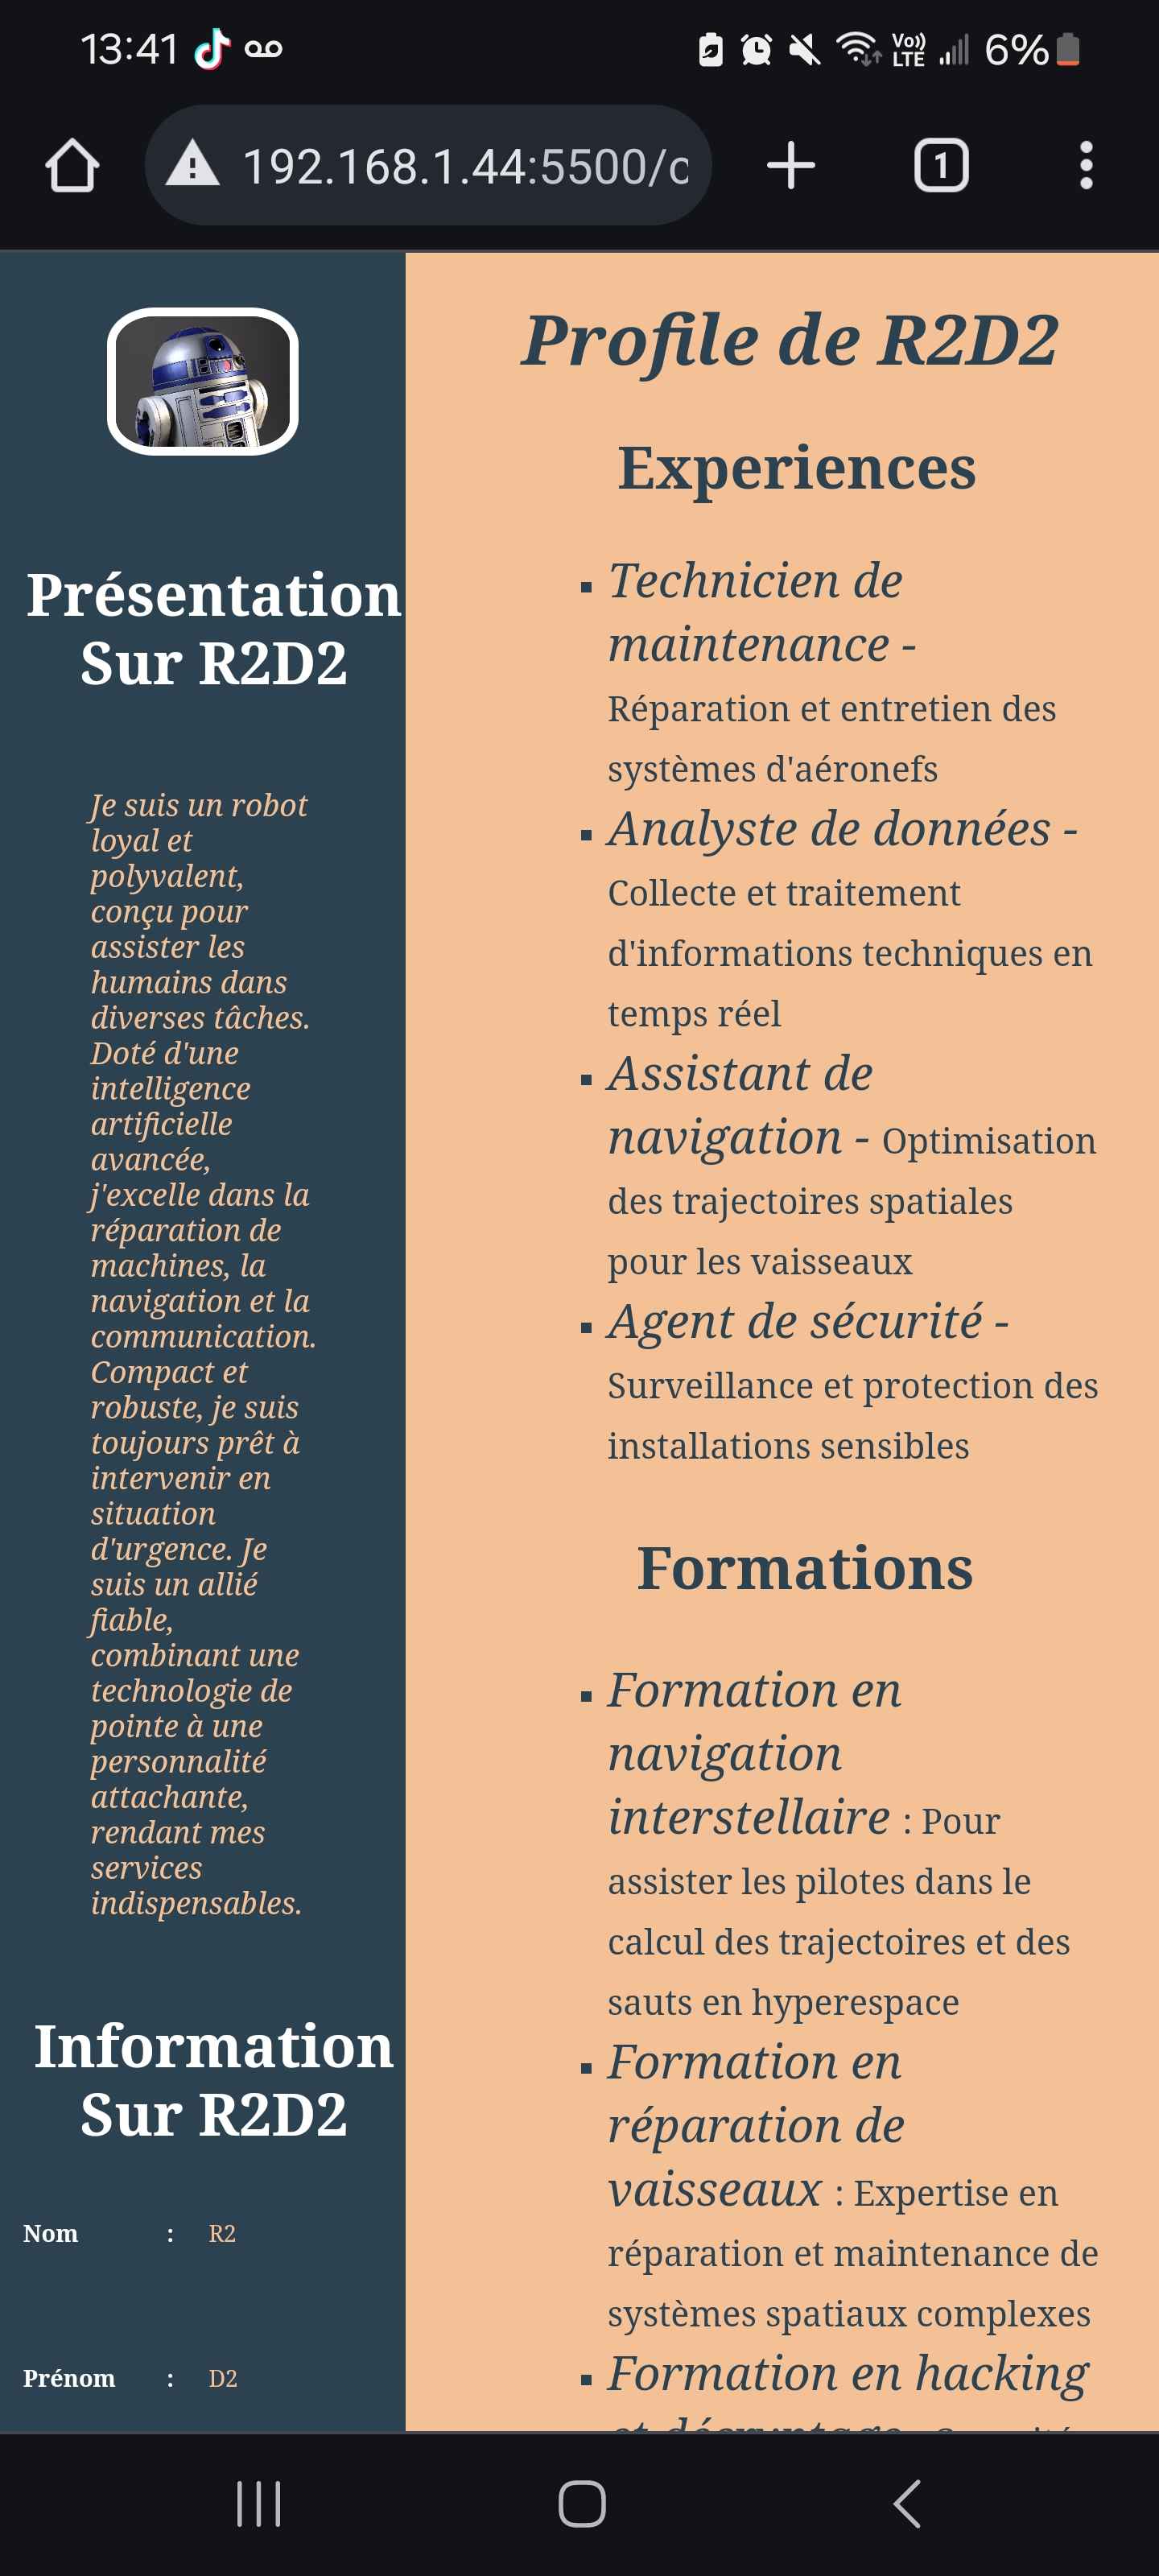 13:41
Vo)) LTE
6%
192.168.1.44:5500/c
1
Présentation
Sur R2D2
Je suis un robot
loyal et
polyvalent,
conçu pour
assister les
humains dans
diverses tâches.
Doté d'une
intelligence
artificielle
avancée,
j'excelle dans la
réparation de
machines, la
navigation et la
communication.
Compact et
robuste, je suis
toujours prêt à
intervenir en
situation
d'urgence. Je
suis un allié
fiable,
combinant une
technologie de
pointe à une
personnalité
attachante,
rendant mes
services
indispensables.
Information
Sur R2D2
Nom : R2
Prénom : D2
Profile de R2D2
Experiences
▪ Technicien de
maintenance -
Réparation et entretien des
systèmes d'aéronefs
▪ Analyste de données -
Collecte et traitement
d'informations techniques en
temps réel
▪ Assistant de
navigation - Optimisation
des trajectoires spatiales
pour les vaisseaux
▪ Agent de sécurité -
Surveillance et protection des
installations sensibles
Formations
▪ Formation en
navigation
interstellaire : Pour
assister les pilotes dans le
calcul des trajectoires et des
sauts en hyperespace
▪ Formation en
réparation de
vaisseaux : Expertise en
réparation et maintenance de
systèmes spatiaux complexes
▪ Formation en hacking
et décryptage